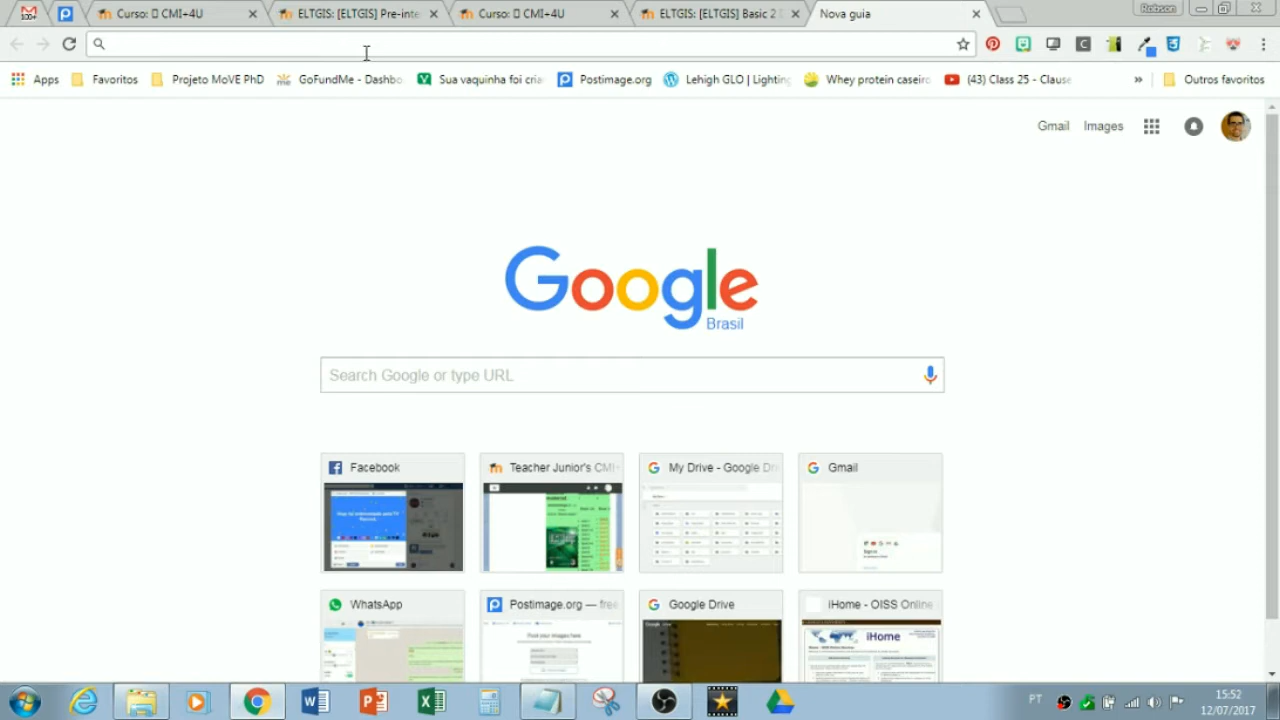 100+ Curso: CMI+4U ELTGIS: [ELTGIS] Pre-inte Curso: CMI+4U ELTGIS: [ELTGIS] Basic 2 Nova guia Robson
Apps Favoritos Projeto MoVE PhD GoFundMe - Dashbo Sua vaquinha foi cria Postimage.org Lehigh GLO | Lighting Whey protein caseiro (43) Class 25 - Clause » Outros favoritos
Gmail Images
Google
Brasil
Search Google or type URL
Facebook Teacher Junior's CMI+ My Drive - Google Dri Gmail
WhatsApp Postimage.org — free Google Drive iHome - OISS Online
iHome
PT 15:52
12/07/2017